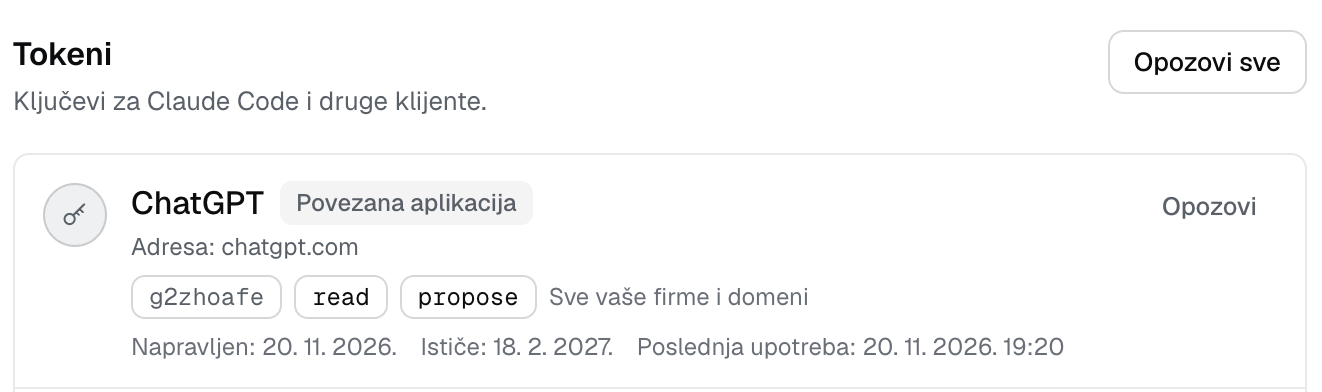 Tokeni
Opozovi sve
Ključevi za Claude Code i druge klijente.
ChatGPT Povezana aplikacija
Opozovi
Adresa: chatgpt.com
g2zhoafe read propose Sve vaše firme i domeni
Napravljen: 20. 11. 2026. Ističe: 18. 2. 2027. Poslednja upotreba: 20. 11. 2026. 19:20